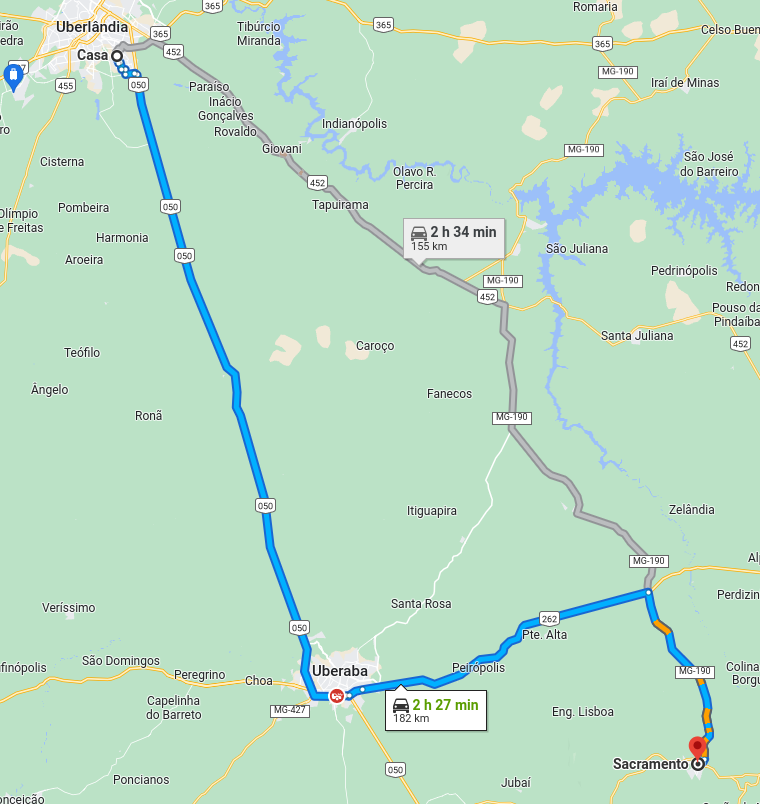 365
Romaria
Uberlândia
Tibúrcio
Miranda
365
Celso Buen
365
365
edra
Casa
452
MG-190
455
050
Iraí de Minas
Paraíso
Inácio
Gonçalves
Rovaldo
Indianópolis
ro
Giovani
MG-190
Cisterna
São José
do Barreiro
Olavo R.
Percira
452
Pombeira
050
Tapuirama
Olímpio
e Freitas
Harmonia
2 h 34 min
155 km
São Juliana
Aroeira
050
Pedrinópolis
MG-190
Redon
452
Pouso da
Pindaíba
Santa Juliana
452
Teófilo
Caroço
Ângelo
Fanecos
Ronã
MG-190
050
Itiguapira
Zelândia
MG-190
Alp
Perdizin
Veríssimo
Santa Rosa
262
050
Pte. Alta
ufinópolis
São Domingos
Uberaba
Peirópolis
Colina
Borgu
Peregrino
Choa
MG-190
Capelinha
do Barreto
MG-427
2 h 27 min
182 km
Eng. Lisboa
Sacramento
050
Poncianos
Jubaí
onceição